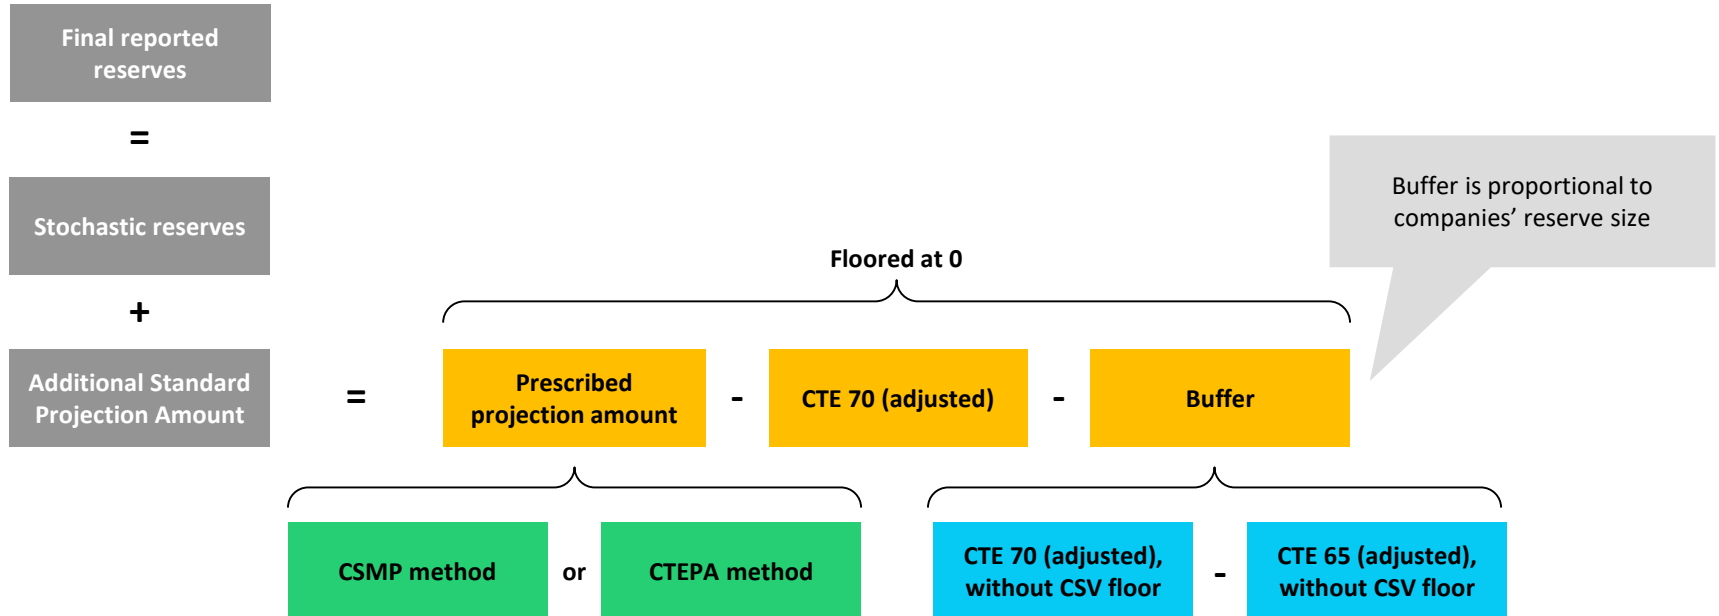 Final reported
reserves
=
Stochastic reserves
+
Additional Standard
Projection Amount
=
Buffer is proportional to
companies’ reserve size
Floored at 0
Prescribed
projection amount
-
CTE 70 (adjusted)
-
Buffer
CSMP method
or
CTEPA method
CTE 70 (adjusted),
without CSV floor
-
CTE 65 (adjusted),
without CSV floor